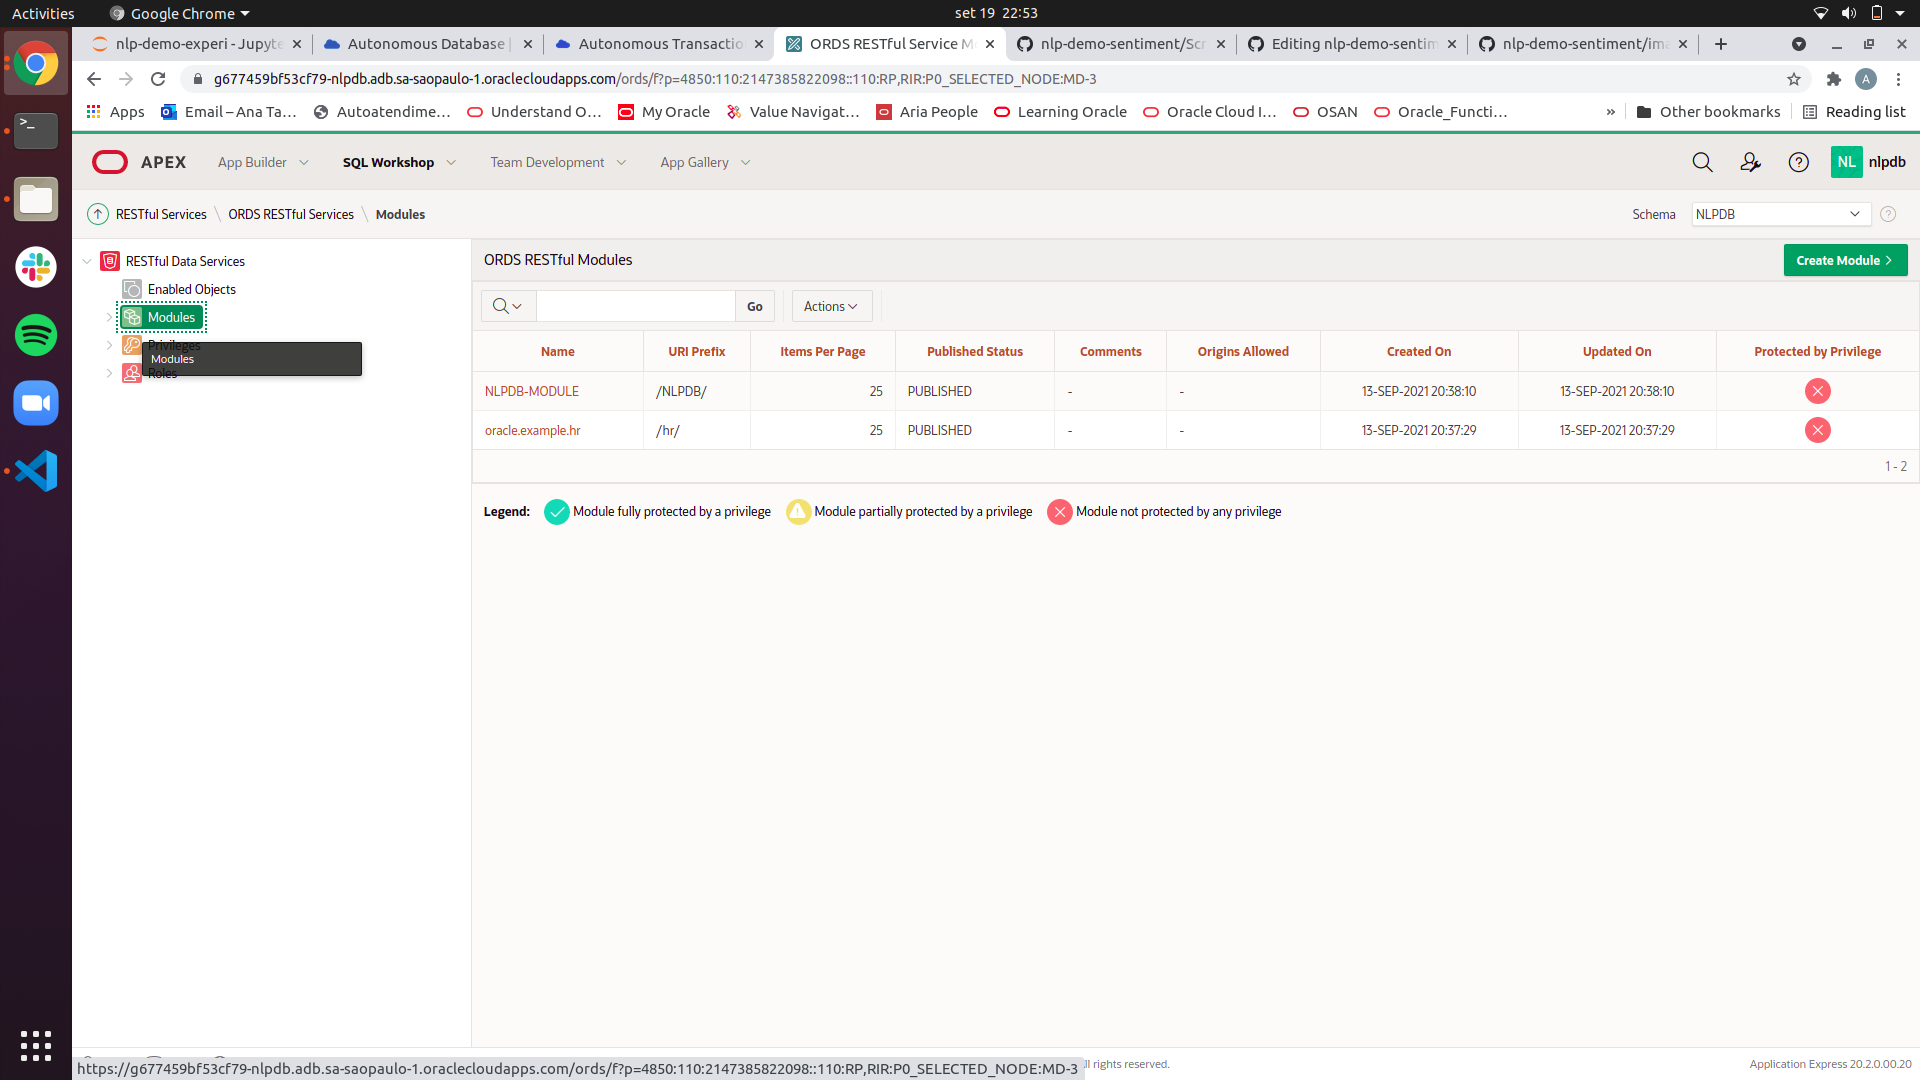 Activities Google Chrome set 19 22:53
nlp-demo-experi - Jupyte Autonomous Database | Autonomous Transactio ORDS RESTful Service M nlp-demo-sentiment/Scr Editing nlp-demo-sentim nlp-demo-sentiment/ima
g677459bf53cf79-nlpdb.adb.sa-saopaulo-1.oraclecloudapps.com/ords/f?p=4850:110:2147385822098::110:RP,RIR:P0_SELECTED_NODE:MD-3 A
Apps Email – Ana Ta… Autoatendime… Understand O… My Oracle Value Navigat… Aria People Learning Oracle Oracle Cloud I… OSAN Oracle_Functi… » Other bookmarks Reading list
APEX App Builder SQL Workshop Team Development App Gallery NL nlpdb
RESTful Services \ ORDS RESTful Services \ Modules Schema NLPDB
RESTful Data Services
Enabled Objects
Modules
Privileges
Modules
Roles
ORDS RESTful Modules Create Module
Go Actions
Name URI Prefix Items Per Page Published Status Comments Origins Allowed Created On Updated On Protected by Privilege
NLPDB-MODULE /NLPDB/ 25 PUBLISHED - - 13-SEP-2021 20:38:10 13-SEP-2021 20:38:10
oracle.example.hr /hr/ 25 PUBLISHED - - 13-SEP-2021 20:37:29 13-SEP-2021 20:37:29
1 - 2
Legend: Module fully protected by a privilege Module partially protected by a privilege Module not protected by any privilege
rights reserved. Application Express 20.2.0.00.20
https://g677459bf53cf79-nlpdb.adb.sa-saopaulo-1.oraclecloudapps.com/ords/f?p=4850:110:2147385822098::110:RP,RIR:P0_SELECTED_NODE:MD-3